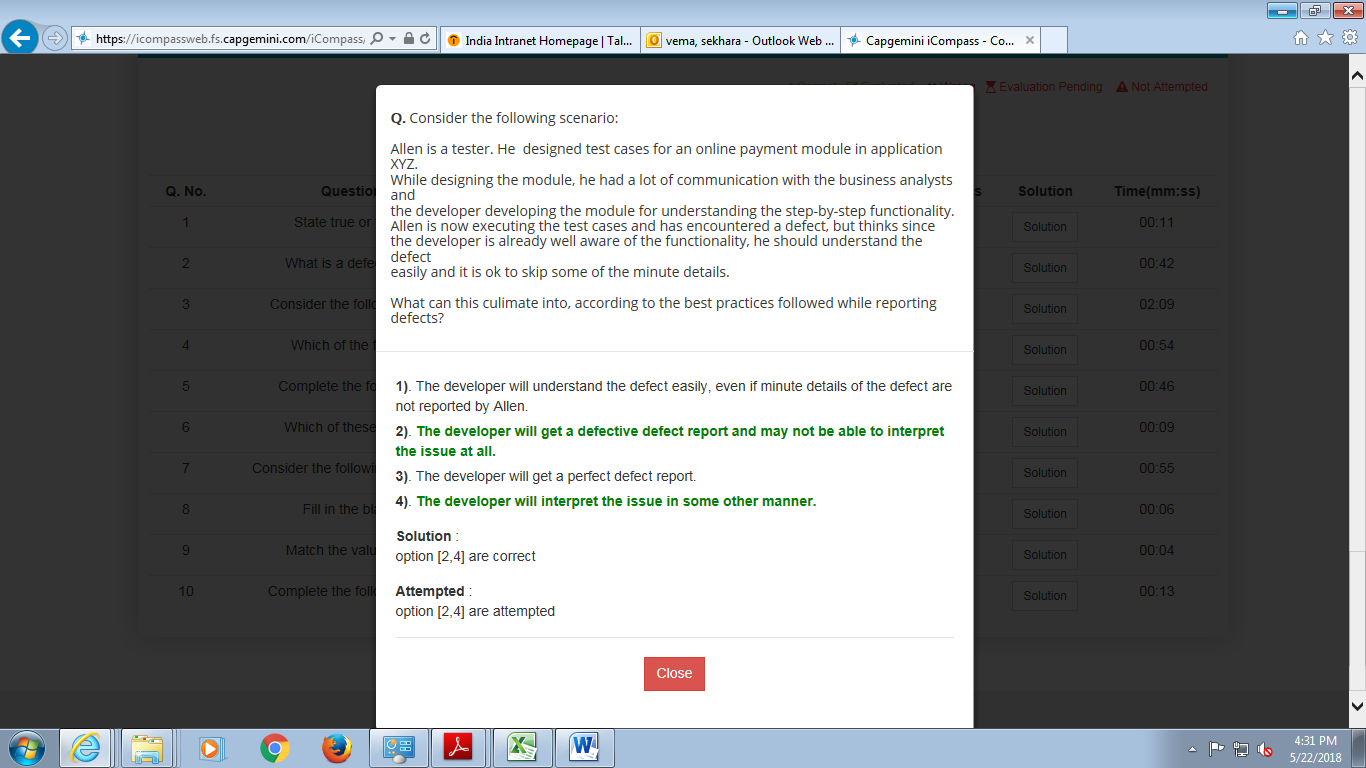 https://icompassweb.fs.capgemini.com/iCompass,
India Intranet Homepage | Tal...
vema, sekhara - Outlook Web ...
Capgemini iCompass - Co...
Evaluation Pending
Not Attempted
Q. Consider the following scenario:
Allen is a tester. He designed test cases for an online payment module in application
XYZ.
While designing the module, he had a lot of communication with the business analysts
and
the developer developing the module for understanding the step-by-step functionality.
Allen is now executing the test cases and has encountered a defect, but thinks since
the developer is already well aware of the functionality, he should understand the
defect
easily and it is ok to skip some of the minute details.
What can this culimate into, according to the best practices followed while reporting
defects?
1). The developer will understand the defect easily, even if minute details of the defect are
not reported by Allen.
2). The developer will get a defective defect report and may not be able to interpret
the issue at all.
3). The developer will get a perfect defect report.
4). The developer will interpret the issue in some other manner.
Solution :
option [2,4] are correct
Attempted :
option [2,4] are attempted
Close
Q. No. Question s Solution Time(mm:ss)
1 State true or Solution 00:11
2 What is a defe Solution 00:42
3 Consider the follo Solution 02:09
4 Which of the f Solution 00:54
5 Complete the fo Solution 00:46
6 Which of these Solution 00:09
7 Consider the followi Solution 00:55
8 Fill in the bla Solution 00:06
9 Match the valu Solution 00:04
10 Complete the follo Solution 00:13
4:31 PM
5/22/2018